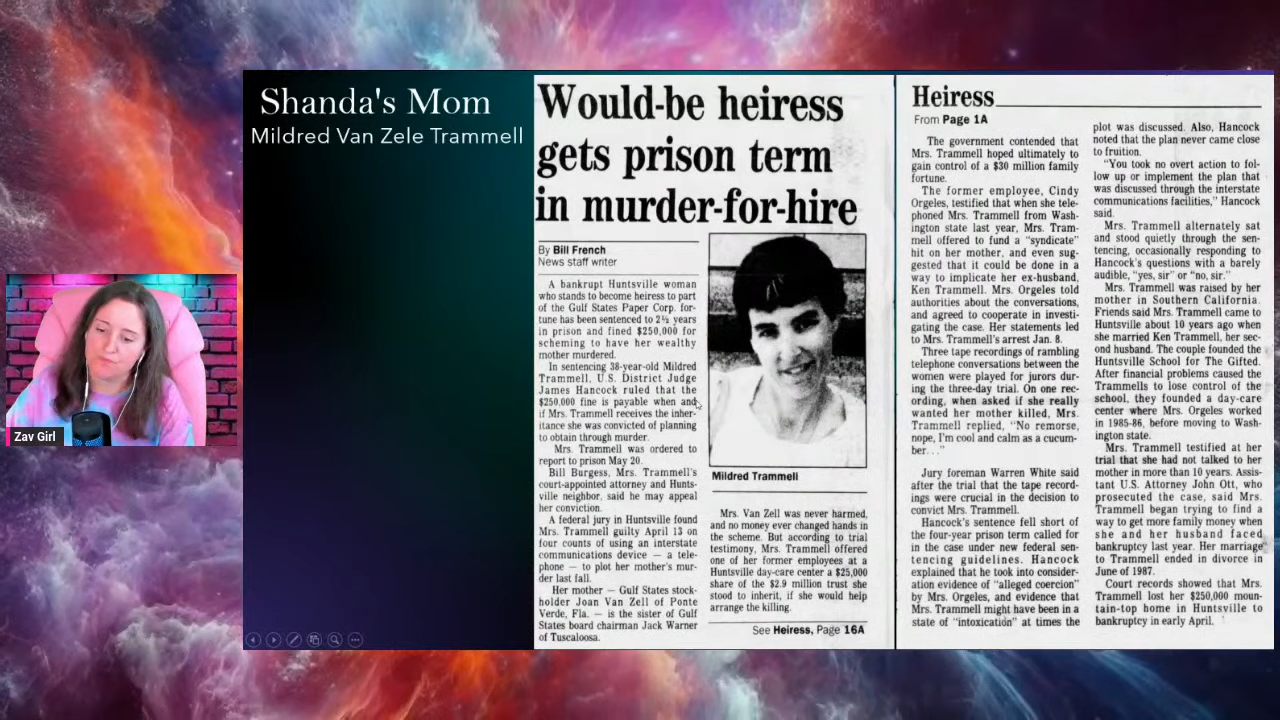 Shanda's Mom
Mildred Van Zele Trammell
Would-be heiress
gets prison term
in murder-for-hire
By Bill French
News staff writer
A bankrupt Huntsville woman
who stands to become heiress to part
of the Gulf States Paper Corp. for-
tune has been sentenced to 2½ years
in prison and fined $250,000 for
scheming to have her wealthy
mother murdered.
In sentencing 38-year-old Mildred
Trammell, U.S. District Judge
James Hancock ruled that the
$250,000 fine is payable when and
if Mrs. Trammell receives the inher-
itance she was convicted of planning
to obtain through murder.
Mrs. Trammell was ordered to
report to prison May 20.
Bill Burgess, Mrs. Trammell's
court-appointed attorney and Hunts-
ville neighbor, said he may appeal
her conviction.
A federal jury in Huntsville found
Mrs. Trammell guilty April 13 on
four counts of using an interstate
communications device — a tele-
phone — to plot her mother's mur-
der last fall.
Her mother — Gulf States stock-
holder Joan Van Zell of Ponte
Verde, Fla. — is the sister of Gulf
States board chairman Jack Warner
of Tuscaloosa.
Mildred Trammell
Mrs. Van Zell was never harmed,
and no money ever changed hands in
the scheme. But according to trial
testimony, Mrs. Trammell offered
one of her former employees at a
Huntsville day-care center a $25,000
share of the $2.9 million trust she
stood to inherit, if she would help
arrange the killing.
See Heiress, Page 16A
Heiress
From Page 1A
The government contended that
Mrs. Trammell hoped ultimately to
gain control of a $30 million family
fortune.
The former employee, Cindy
Orgeles, testified that when she tele-
phoned Mrs. Trammell from Wash-
ington state last year, Mrs. Tram-
mell offered to fund a "syndicate"
hit on her mother, and even sug-
gested that it could be done in a
way to implicate her ex-husband,
Ken Trammell. Mrs. Orgeles told
authorities about the conversations,
and agreed to cooperate in investi-
gating the case. Her statements led
to Mrs. Trammell's arrest Jan. 8.
Three tape recordings of rambling
telephone conversations between the
women were played for jurors dur-
ing the three-day trial. On one rec-
ording, when asked if she really
wanted her mother killed, Mrs.
Trammell replied, "No remorse,
nope, I'm cool and calm as a cucum-
ber. . ."
Jury foreman Warren White said
after the trial that the tape record-
ings were crucial in the decision to
convict Mrs. Trammell.
Hancock's sentence fell short of
the four-year prison term called for
in the case under new federal sen-
tencing guidelines. Hancock
explained that he took into consider-
ation evidence of "alleged coercion"
by Mrs. Orgeles, and evidence that
Mrs. Trammell might have been in a
state of "intoxication" at times the
plot was discussed. Also, Hancock
noted that the plan never came close
to fruition.
"You took no overt action to fol-
low up or implement the plan that
was discussed through the interstate
communications facilities," Hancock
said.
Mrs. Trammell alternately sat
and stood quietly through the sen-
tencing, occasionally responding to
Hancock's questions with a barely
audible, "yes, sir" or "no, sir."
Mrs. Trammell was raised by her
mother in Southern California.
Friends said Mrs. Trammell came to
Huntsville about 10 years ago when
she married Ken Trammell, her sec-
ond husband. The couple founded the
Huntsville School for The Gifted.
After financial problems caused the
Trammells to lose control of the
school, they founded a day-care
center where Mrs. Orgeles worked
in 1985-86, before moving to Wash-
ington state.
Mrs. Trammell testified at her
trial that she had not talked to her
mother in more than 10 years. Assis-
tant U.S. Attorney John Ott, who
prosecuted the case, said Mrs.
Trammell began trying to find a
way to get more family money when
she and her husband faced
bankruptcy last year. Her marriage
to Trammell ended in divorce in
June of 1987.
Court records showed that Mrs.
Trammell lost her $250,000 moun-
tain-top home in Huntsville to
bankruptcy in early April.
Zav Girl